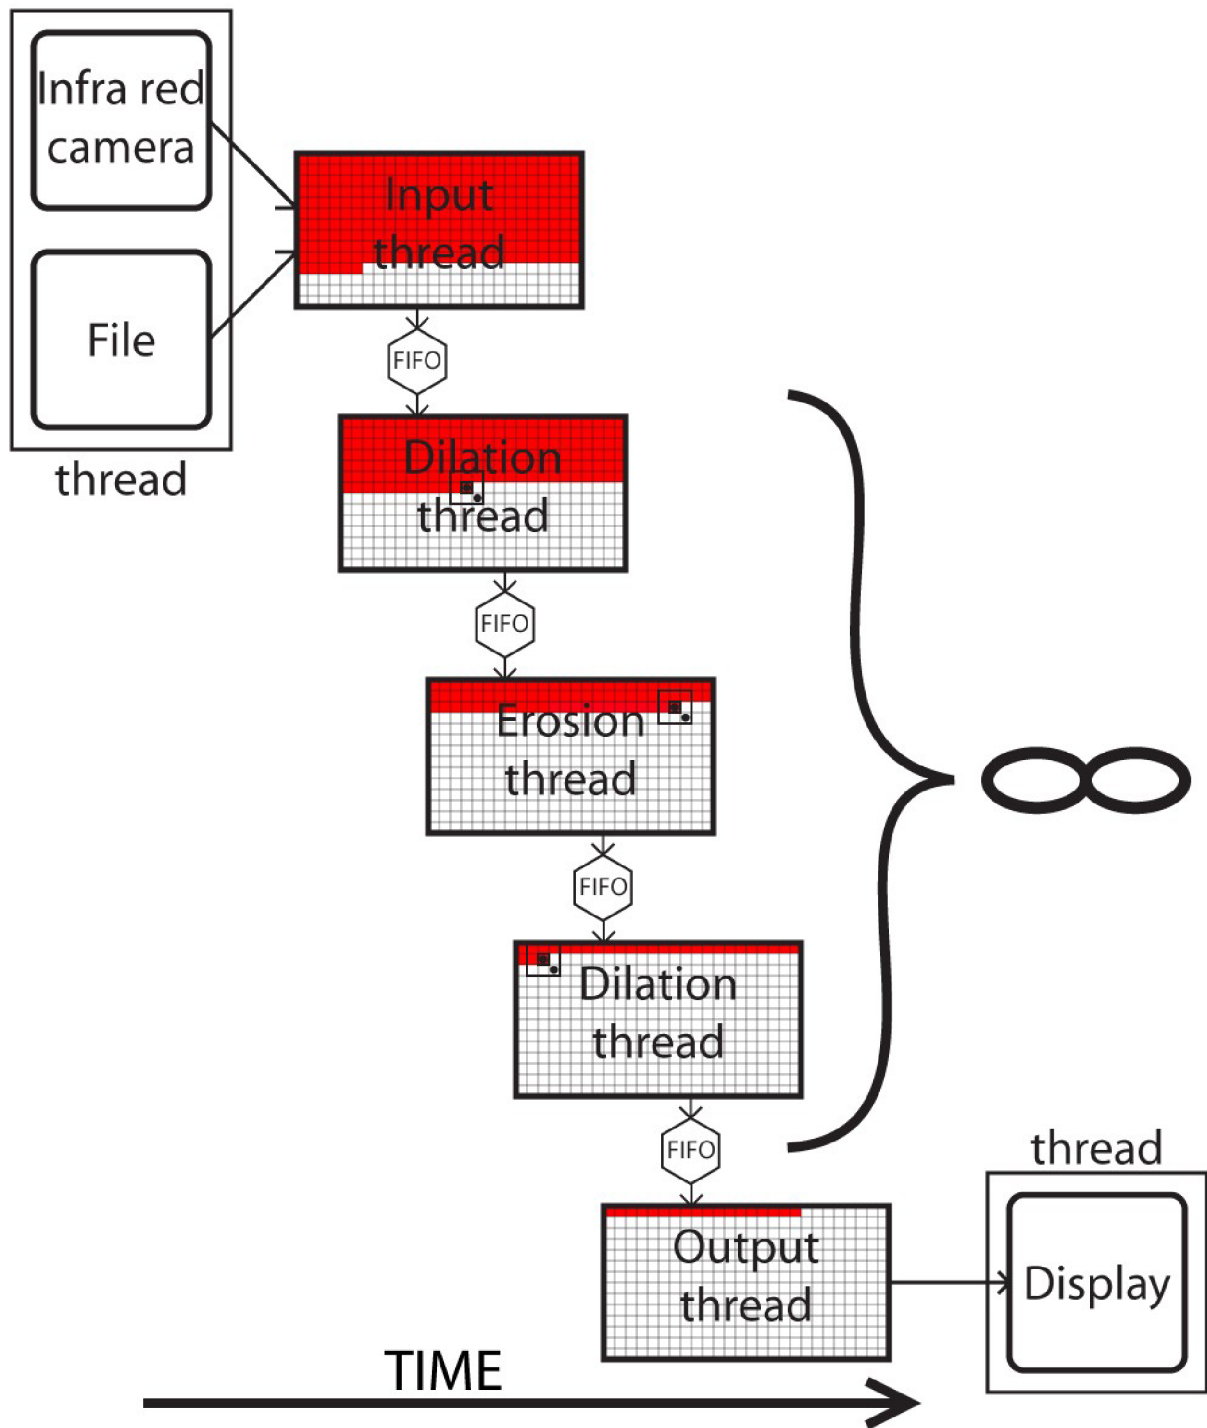 Infra red
camera
File
thread
Input
thread
FIFO
Dilation
thread
FIFO
Erosion
thread
FIFO
Dilation
thread
FIFO
Output
thread
thread
Display
TIME